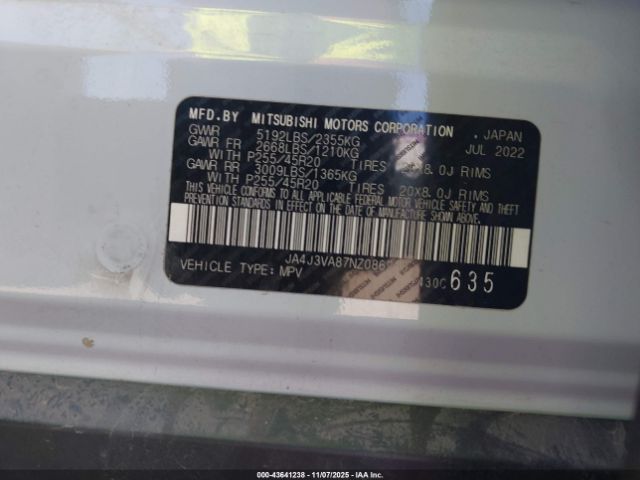 MFD.BY MITSUBISHI MOTORS CORPORATION , JAPAN
GVWR 5192LBS/2355KG JUL 2022
GAWR FR 2668LBS/1210KG
WITH P255/45R20 TIRES RIMS
GAWR RR 3009LBS/1365KG
WITH P255/45R20 TIRES 20X8.0J RIMS
THIS VEHICLE CONFORMS TO ALL APPLICABLE FEDERAL MOTOR VEHICLE SAFETY AND THEFT
PREVENTION STANDARDS IN EFFECT ON THE DATE OF MANUFACTURE SHOWN ABOVE.
JA4J3VA87NZ086
VEHICLE TYPE: MPV 430C 635
000-43641238 - 11/07/2025 - IAA Inc.